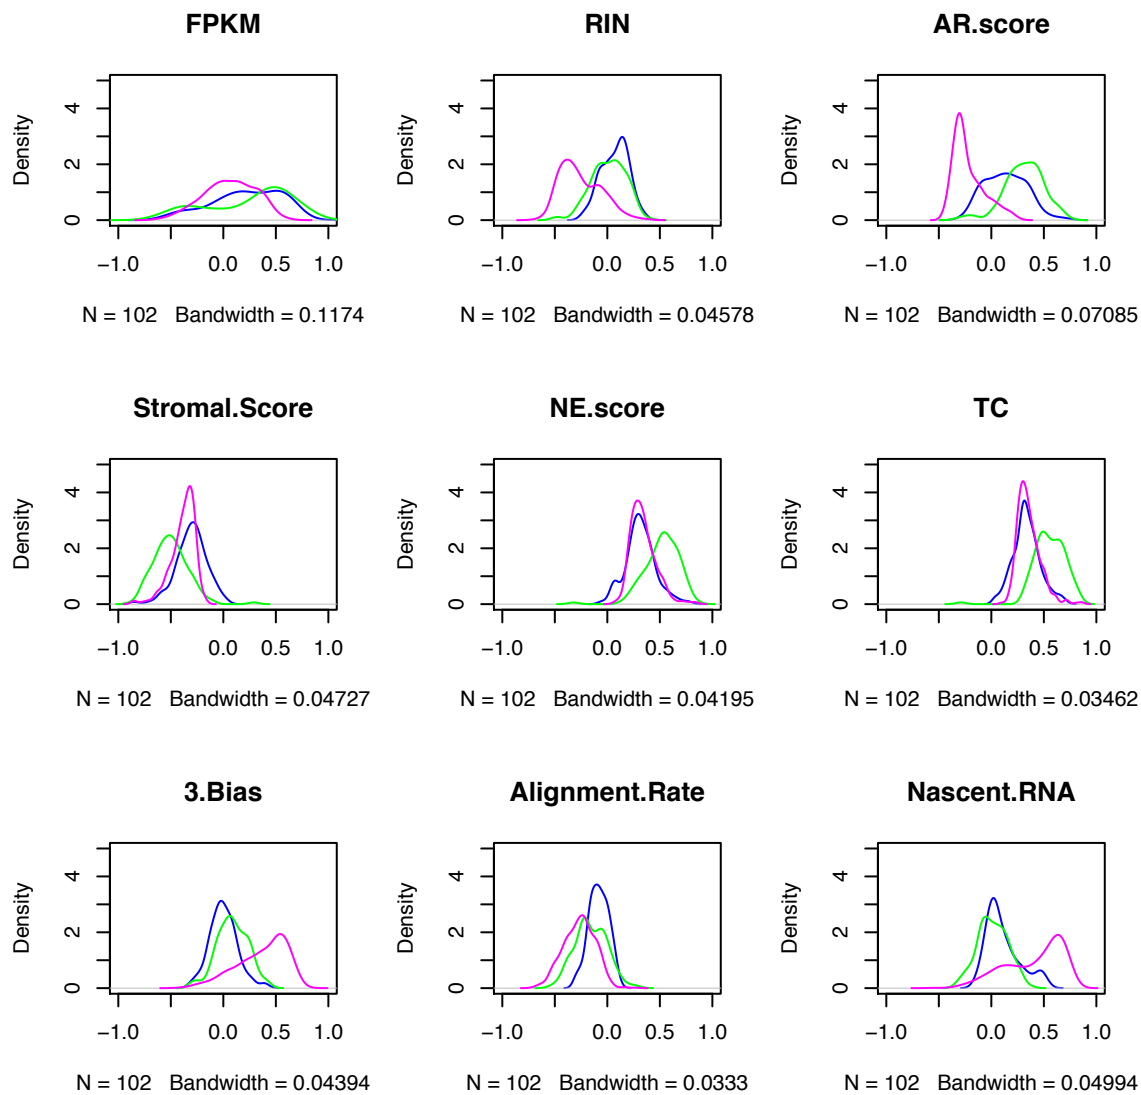 FPKM
Density
0 2 4
−1.0 0.0 0.5 1.0
N = 102 Bandwidth = 0.1174
RIN
Density
0 2 4
−1.0 0.0 0.5 1.0
N = 102 Bandwidth = 0.04578
AR.score
Density
0 2 4
−1.0 0.0 0.5 1.0
N = 102 Bandwidth = 0.07085
Stromal.Score
Density
0 2 4
−1.0 0.0 0.5 1.0
N = 102 Bandwidth = 0.04727
NE.score
Density
0 2 4
−1.0 0.0 0.5 1.0
N = 102 Bandwidth = 0.04195
TC
Density
0 2 4
−1.0 0.0 0.5 1.0
N = 102 Bandwidth = 0.03462
3.Bias
Density
0 2 4
−1.0 0.0 0.5 1.0
N = 102 Bandwidth = 0.04394
Alignment.Rate
Density
0 2 4
−1.0 0.0 0.5 1.0
N = 102 Bandwidth = 0.0333
Nascent.RNA
Density
0 2 4
−1.0 0.0 0.5 1.0
N = 102 Bandwidth = 0.04994